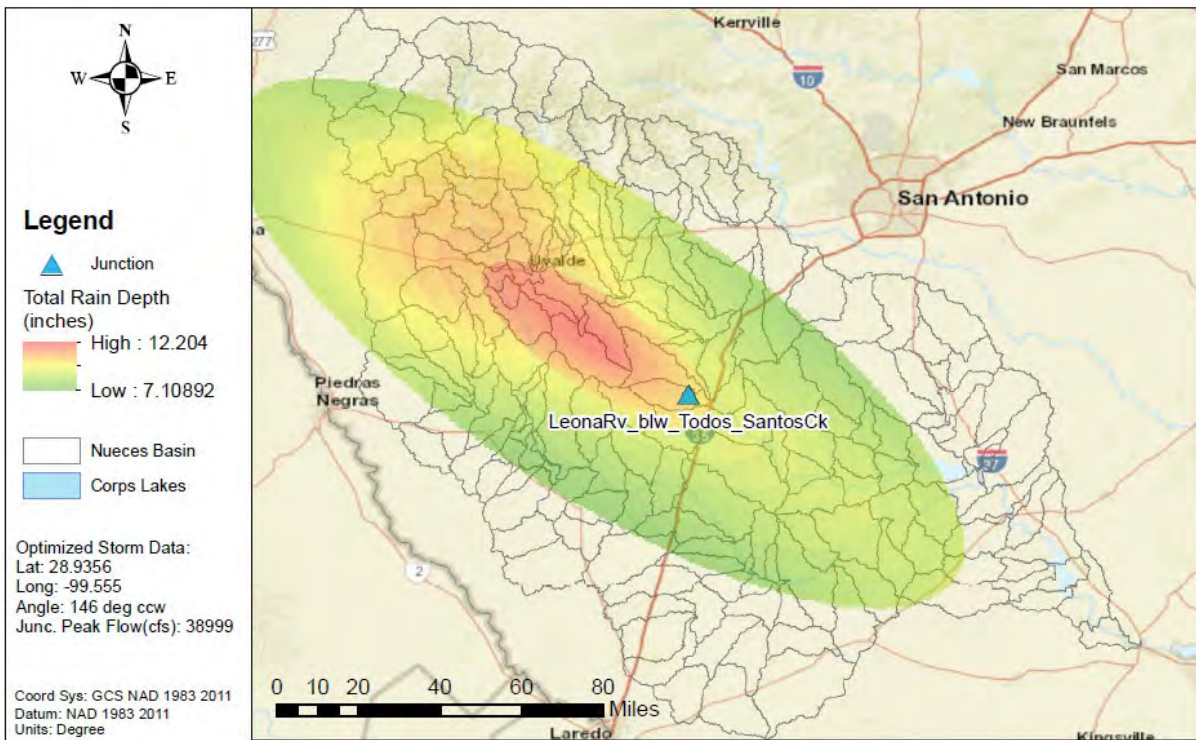 N
W E
S
Legend
Junction
Total Rain Depth
(inches)
High : 12.204
Low : 7.10892
Nueces Basin
Corps Lakes
Optimized Storm Data:
Lat: 28.9356
Long: -99.555
Angle: 146 deg ccw
Junc. Peak Flow(cfs): 38999
Coord Sys: GCS NAD 1983 2011
Datum: NAD 1983 2011
Units: Degree
Kerrville
277
10
San Marcos
New Braunfels
San Antonio
Uvalde
Piedras
Negras
LeonaRv_blw_Todos_SantosCk
35
37
2
0 10 20 40 60 80
Miles
Laredo
Kingsville